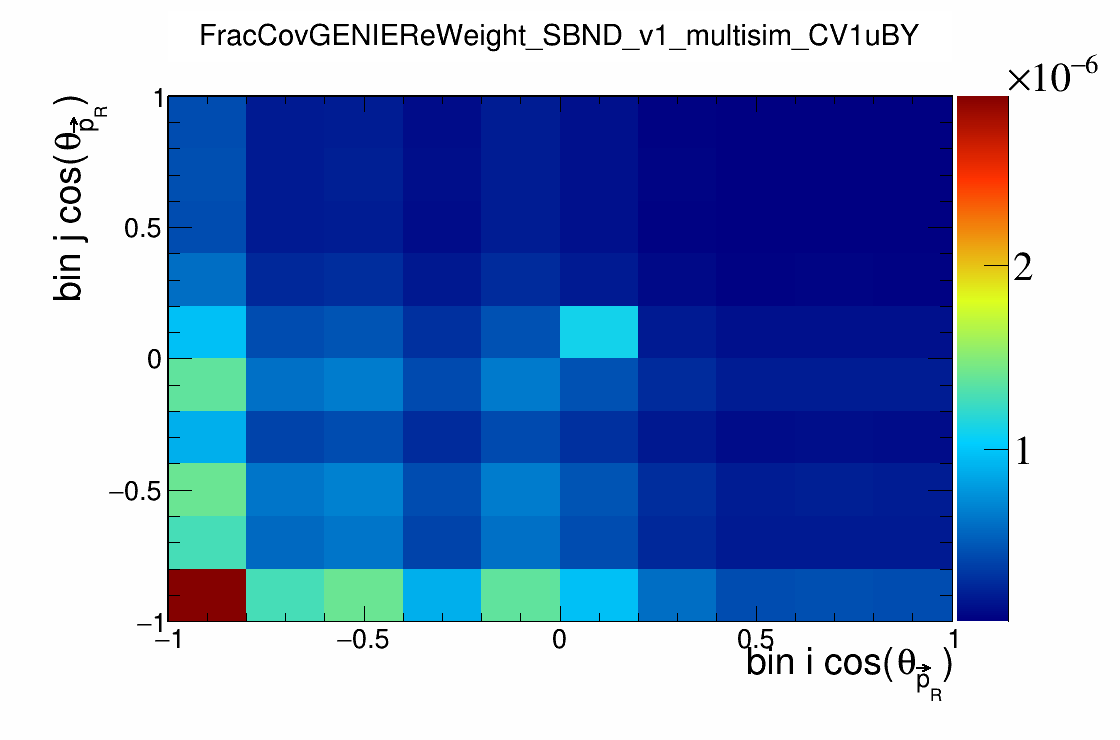 FracCovGENIEReWeight_SBND_v1_multisim_CV1uBY
×10⁻⁶
bin j cos(θ_p⃗_R)
1
0.5
0
−0.5
−1
2
1
−1 −0.5 0 0.5 1
bin i cos(θ_p⃗_R)